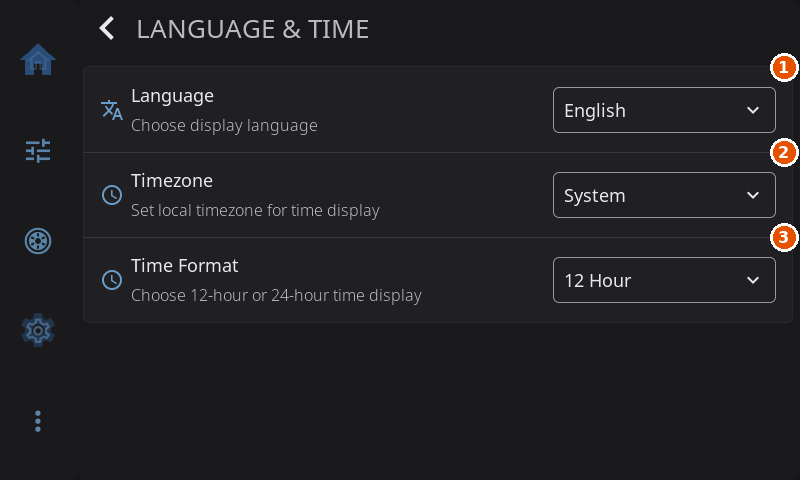 LANGUAGE & TIME
1
Language
Choose display language
English
2
Timezone
Set local timezone for time display
System
3
Time Format
Choose 12-hour or 24-hour time display
12 Hour